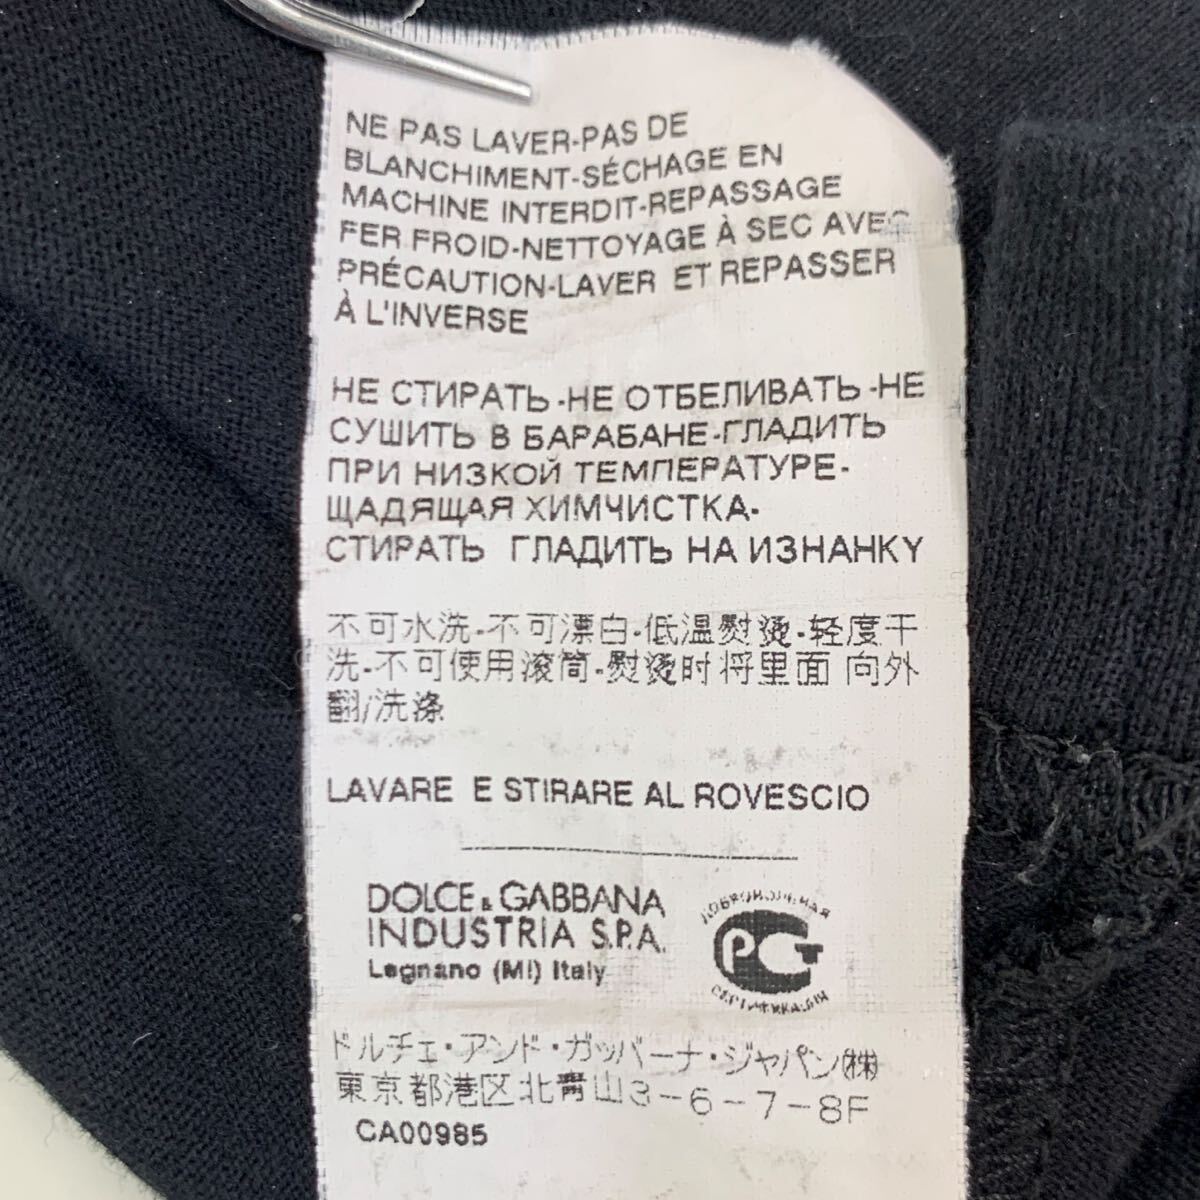 NE PAS LAVER-PAS DE
BLANCHIMENT-SÉCHAGE EN
MACHINE INTERDIT-REPASSAGE
FER FROID-NETTOYAGE À SEC AVEC
PRÉCAUTION-LAVER ET REPASSER
À L'INVERSE
НЕ СТИРАТЬ-НЕ ОТБЕЛИВАТЬ-НЕ
СУШИТЬ В БАРАБАНЕ-ГЛАДИТЬ
ПРИ НИЗКОЙ ТЕМПЕРАТУРЕ-
ЩАДЯЩАЯ ХИМЧИСТКА-
СТИРАТЬ ГЛАДИТЬ НА ИЗНАНКУ
不可水洗-不可漂白-低温熨烫-轻度干
洗-不可使用滚筒-熨烫时将里面 向外
翻/洗涤
LAVARE E STIRARE AL ROVESCIO
DOLCE & GABBANA
INDUSTRIA S.P.A.
Legnano (MI) Italy
ДОБРОВОЛЬНАЯ
РСТ
СЕРТИФИКАЦИЯ
ドルチェ・アンド・ガッバーナ・ジャパン(株)
東京都港区北青山3-6-7-8F
CA00985